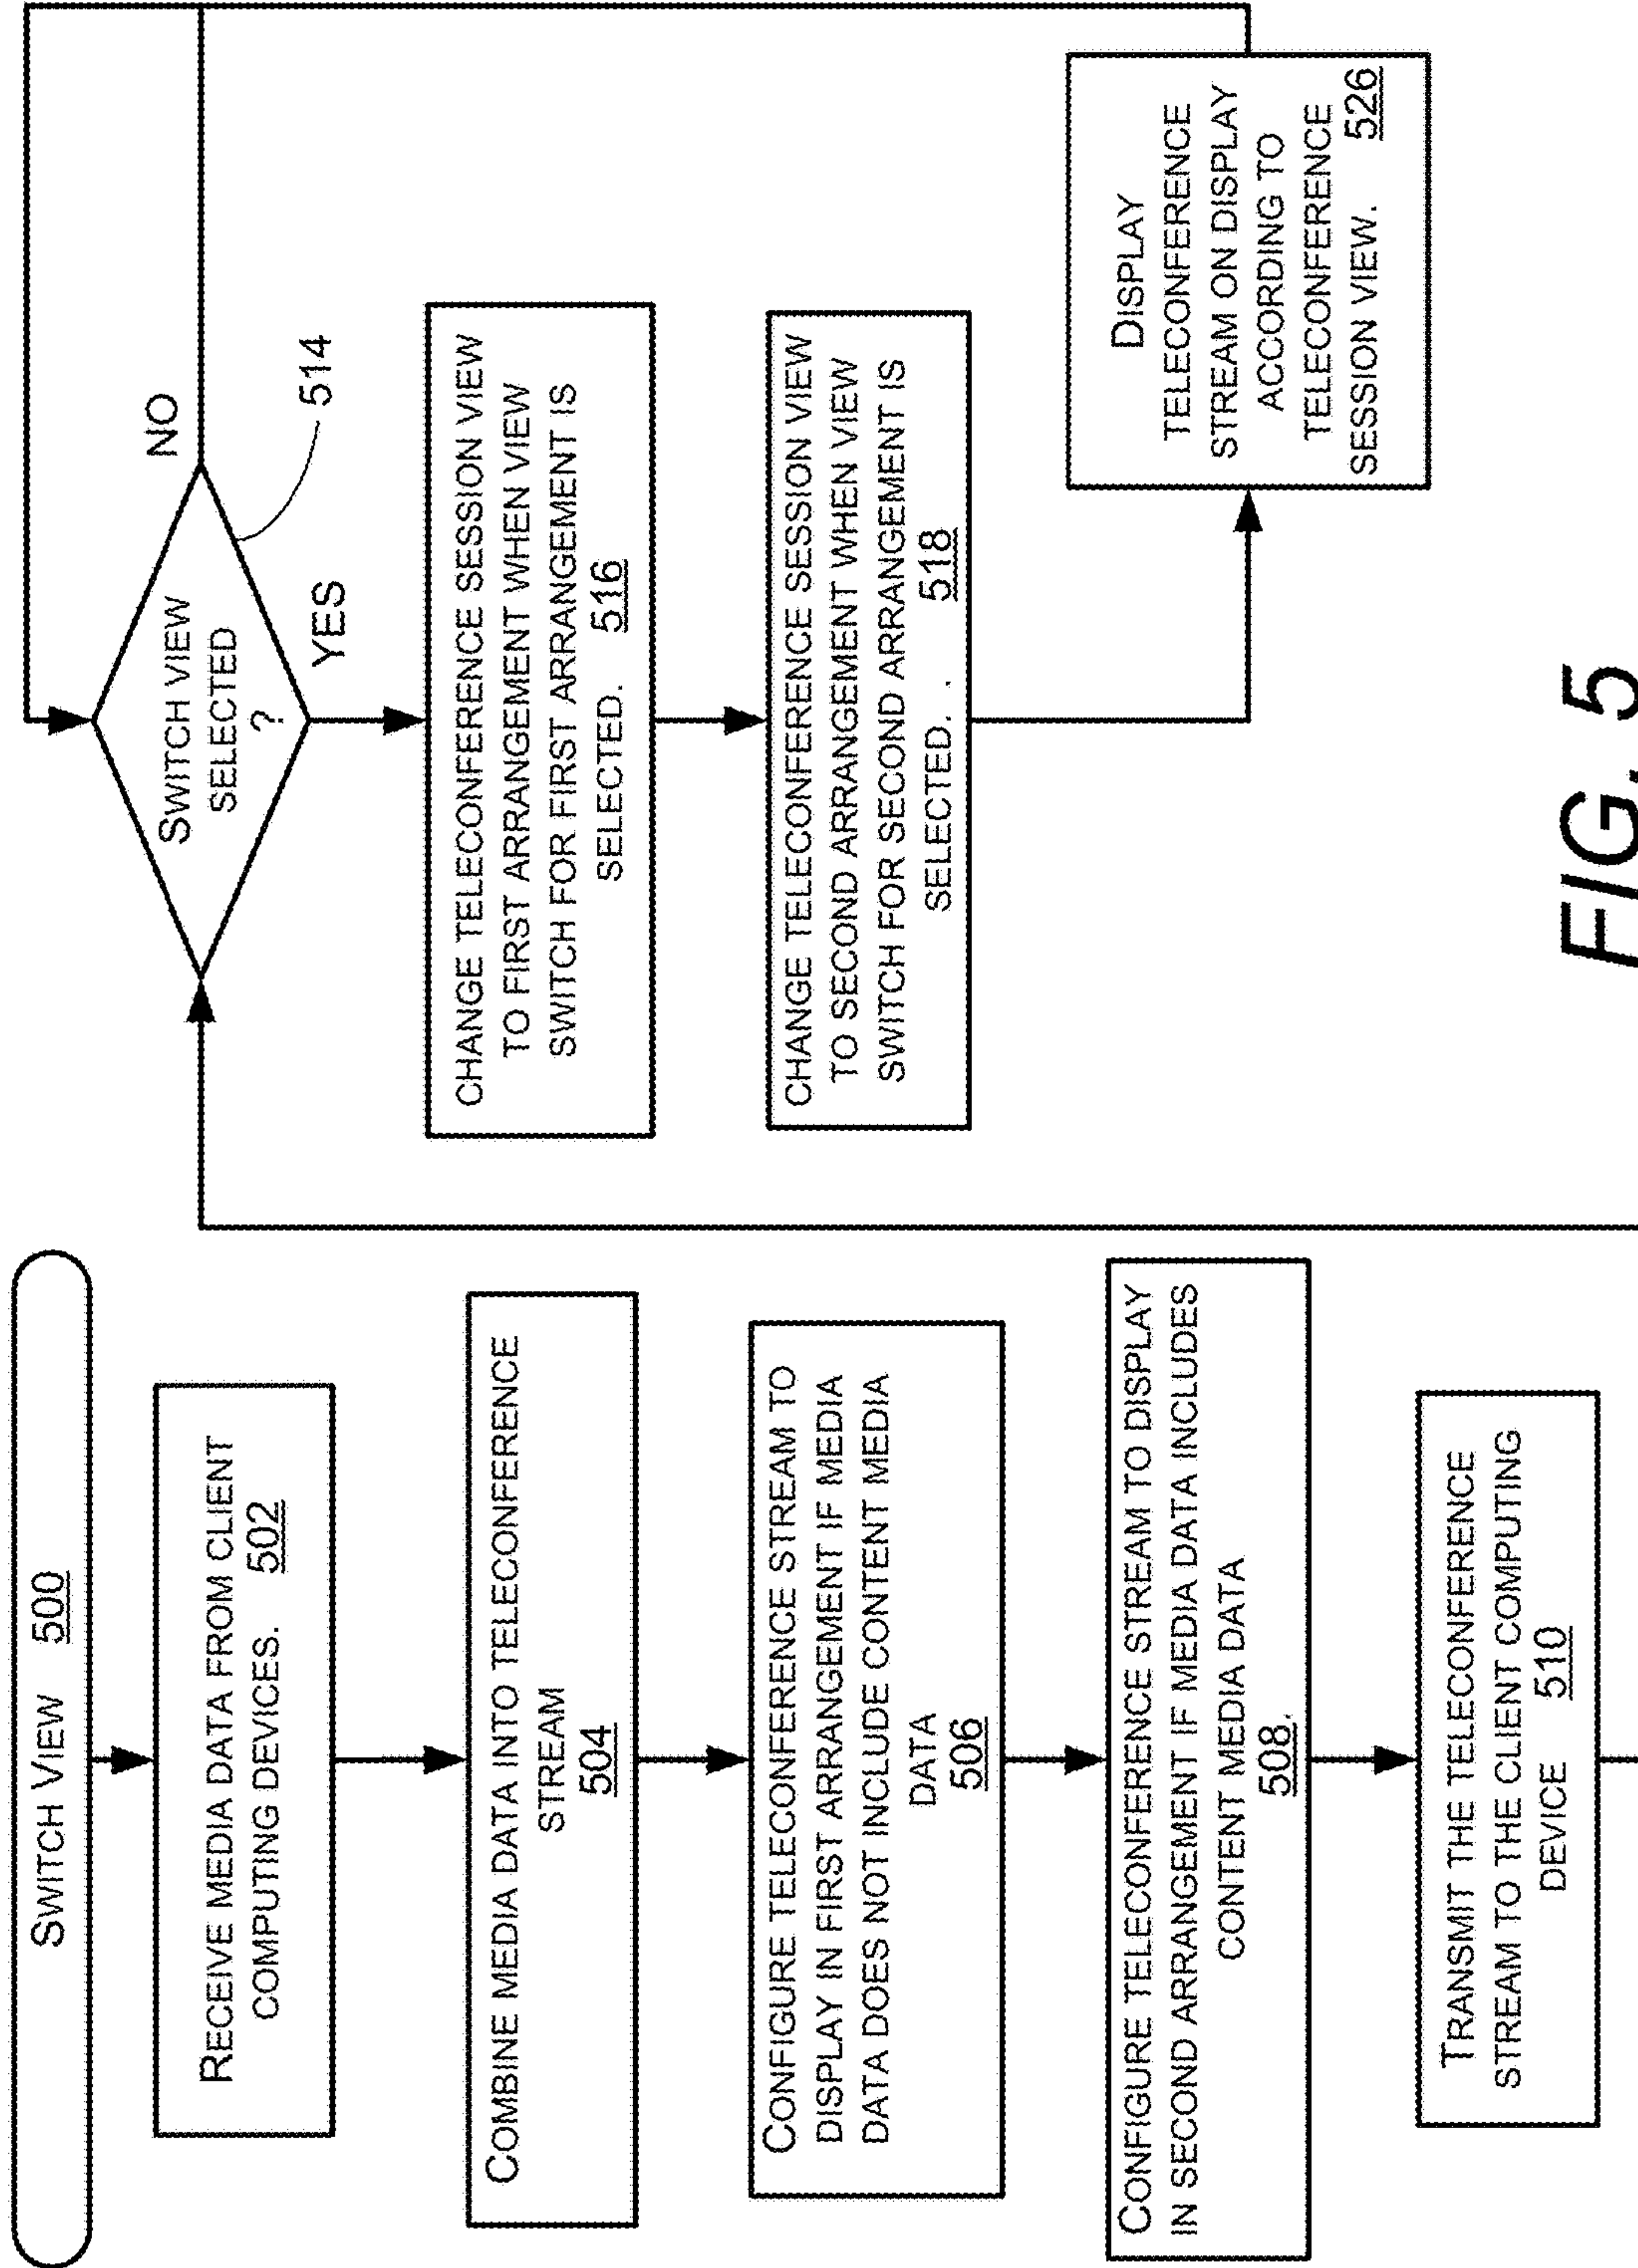 SWITCH VIEW 500
RECEIVE MEDIA DATA FROM CLIENT
COMPUTING DEVICES. 502
COMBINE MEDIA DATA INTO TELECONFERENCE
STREAM
504
CONFIGURE TELECONFERENCE STREAM TO
DISPLAY IN FIRST ARRANGEMENT IF MEDIA
DATA DOES NOT INCLUDE CONTENT MEDIA
DATA
506
CONFIGURE TELECONFERENCE STREAM TO DISPLAY
IN SECOND ARRANGEMENT IF MEDIA DATA INCLUDES
CONTENT MEDIA DATA
508.
TRANSMIT THE TELECONFERENCE
STREAM TO THE CLIENT COMPUTING
DEVICE 510
SWITCH VIEW
SELECTED
?
NO
514
YES
CHANGE TELECONFERENCE SESSION VIEW
TO FIRST ARRANGEMENT WHEN VIEW
SWITCH FOR FIRST ARRANGEMENT IS
SELECTED. 516
CHANGE TELECONFERENCE SESSION VIEW
TO SECOND ARRANGEMENT WHEN VIEW
SWITCH FOR SECOND ARRANGEMENT IS
SELECTED. . 518
DISPLAY
TELECONFERENCE
STREAM ON DISPLAY
ACCORDING TO
TELECONFERENCE
SESSION VIEW. 526
FIG. 5